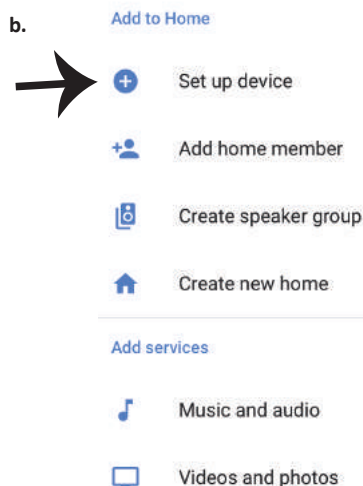 b.
Add to Home
Set up device
Add home member
Create speaker group
Create new home
Add services
Music and audio
Videos and photos